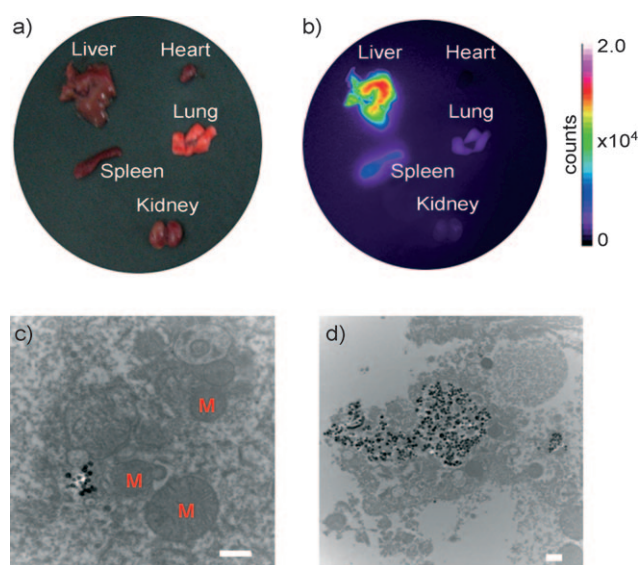 a)
Liver
Heart
Lung
Spleen
Kidney
b)
Liver
Heart
Lung
Spleen
Kidney
2.0
x10⁴
counts
0
c)
M
M
M
d)